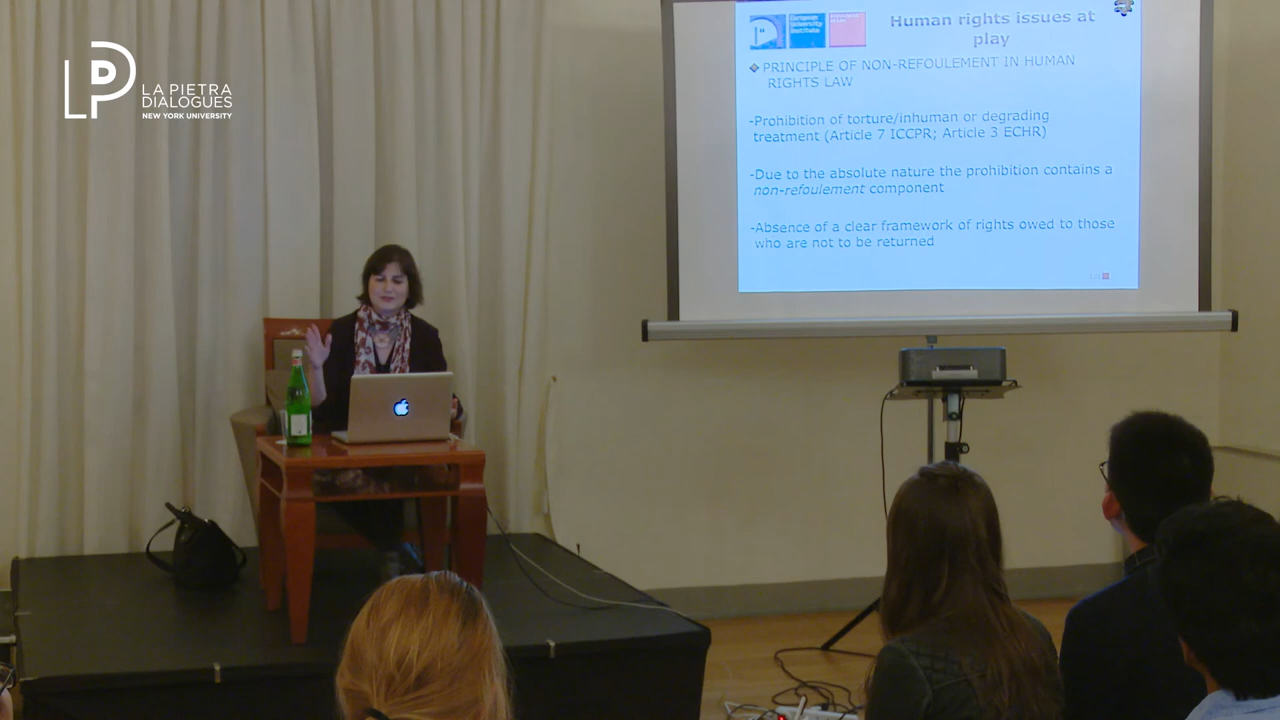 LA PIETRA
DIALOGUES
NEW YORK UNIVERSITY
European
University
Institute
Human rights issues at
play
PRINCIPLE OF NON-REFOULEMENT IN HUMAN
RIGHTS LAW
-Prohibition of torture/inhuman or degrading
treatment (Article 7 ICCPR; Article 3 ECHR)
-Due to the absolute nature the prohibition contains a
non-refoulement component
-Absence of a clear framework of rights owed to those
who are not to be returned